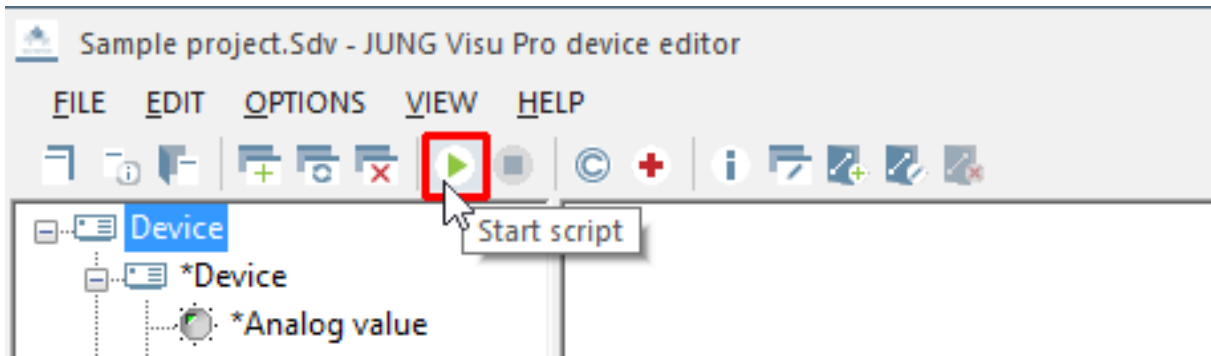 Sample project.Sdv - JUNG Visu Pro device editor
FILE EDIT OPTIONS VIEW HELP
Device
Start script
*Device
*Analog value